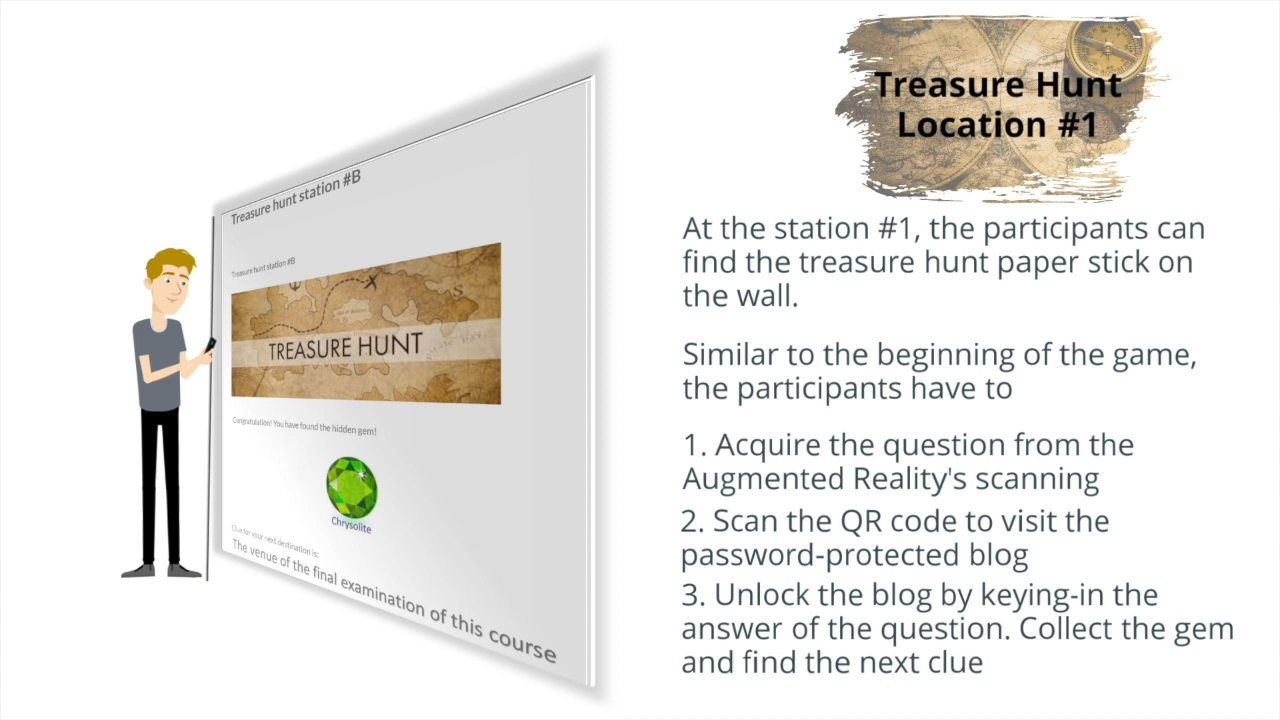 Treasure hunt station #B
Treasure hunt station #B
TREASURE HUNT
Congratulation! You have found the hidden gem!
Chrysolite
Clue for your next destination is:
The venue of the final examination of this course
Treasure Hunt
Location #1
At the station #1, the participants can
find the treasure hunt paper stick on
the wall.
Similar to the beginning of the game,
the participants have to
1. Acquire the question from the
Augmented Reality's scanning
2. Scan the QR code to visit the
password-protected blog
3. Unlock the blog by keying-in the
answer of the question. Collect the gem
and find the next clue